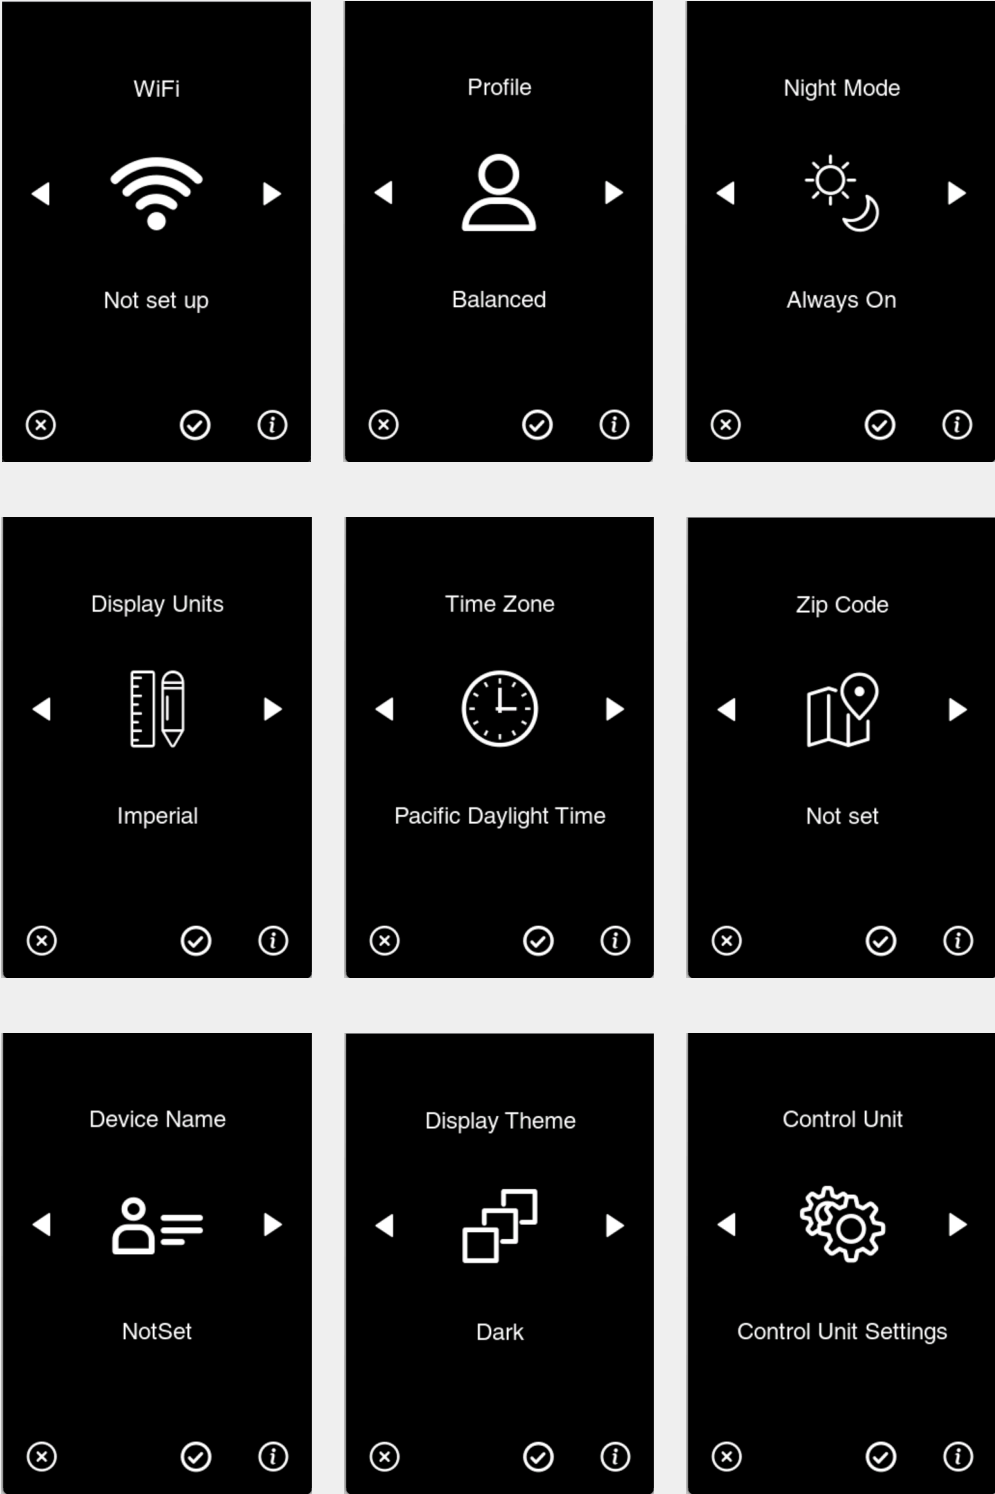 WiFi
Not set up
Profile
Balanced
Night Mode
Always On
Display Units
Imperial
Time Zone
Pacific Daylight Time
Zip Code
Not set
Device Name
NotSet
Display Theme
Dark
Control Unit
Control Unit Settings